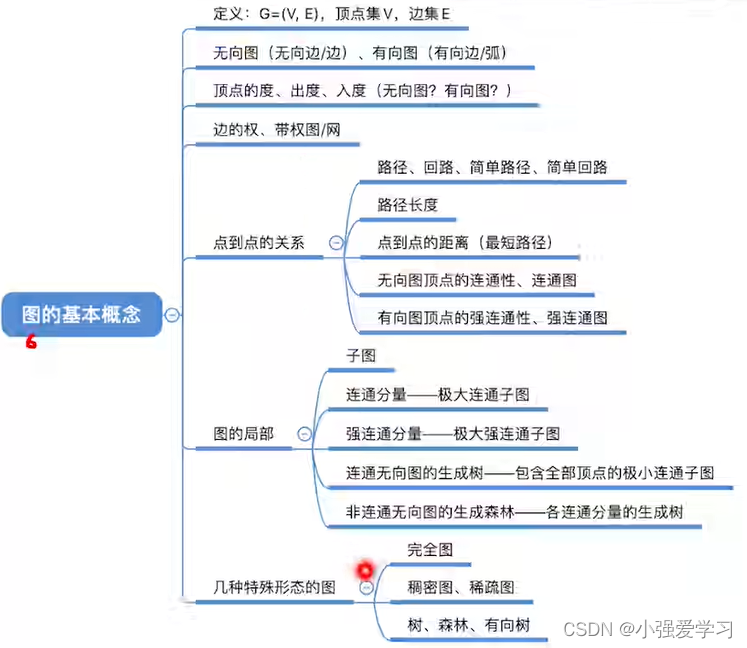 定义：G=(V, E)，顶点集V，边集E
无向图（无向边/边）、有向图（有向边/弧）
顶点的度、出度、入度（无向图？有向图？）
边的权、带权图/网
路径、回路、简单路径、简单回路
路径长度
点到点的关系
点到点的距离（最短路径）
无向图顶点的连通性、连通图
图的基本概念
有向图顶点的强连通性、强连通图
6
子图
连通分量——极大连通子图
图的局部
强连通分量——极大强连通子图
连通无向图的生成树——包含全部顶点的极小连通子图
非连通无向图的生成森林——各连通分量的生成树
完全图
几种特殊形态的图
稠密图、稀疏图
树、森林、有向树
CSDN @小强爱学习